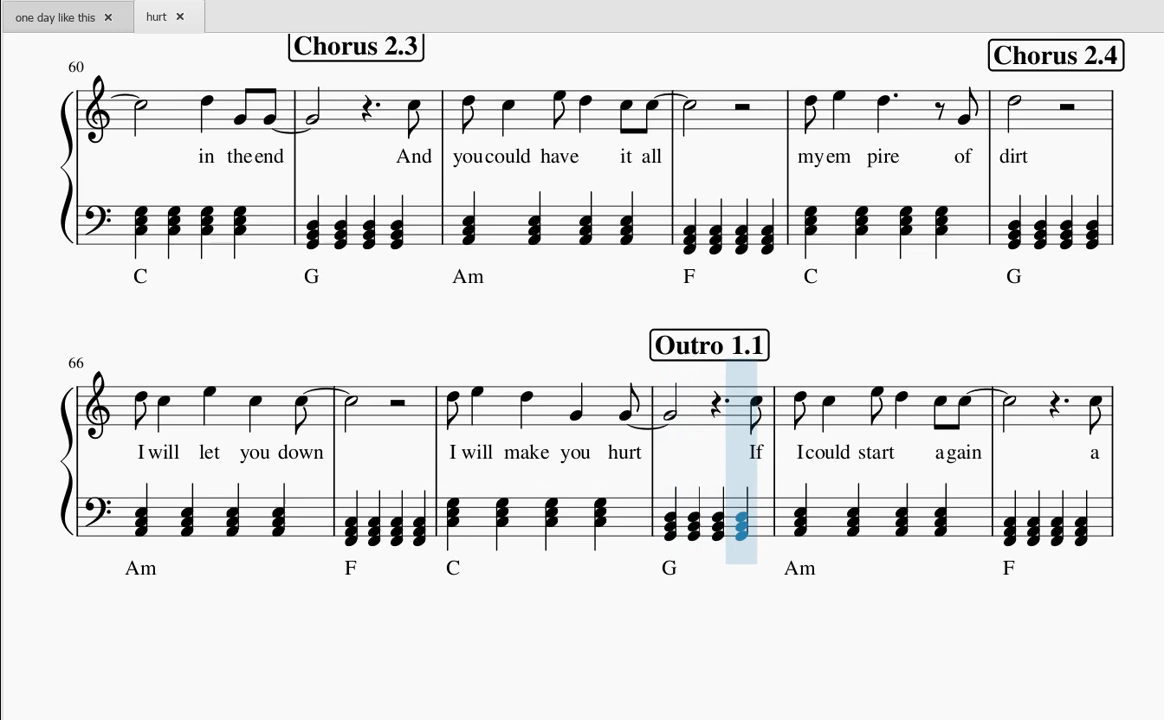 one day like this × hurt ×
Chorus 2.3 Chorus 2.4
60
in the end And you could have it all my em pire of dirt
C G Am F C G
Outro 1.1
66
I will let you down I will make you hurt If I could start a gain a
Am F C G Am F